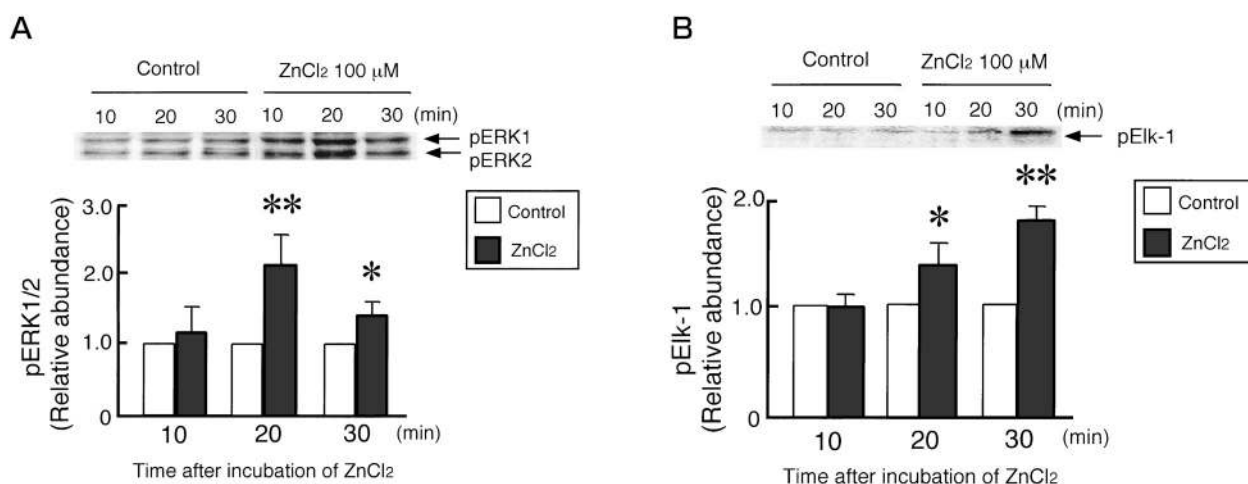 A
Control ZnCl₂ 100 μM
10 20 30 10 20 30 (min)
pERK1
pERK2
pERK1/2
(Relative abundance)
3.0
2.0
1.0
0
** *
Control
ZnCl₂
10 20 30 (min)
Time after incubation of ZnCl₂
B
Control ZnCl₂ 100 μM
10 20 30 10 20 30 (min)
pElk-1
pElk-1
(Relative abundance)
2.0
1.0
0
* **
Control
ZnCl₂
10 20 30 (min)
Time after incubation of ZnCl₂